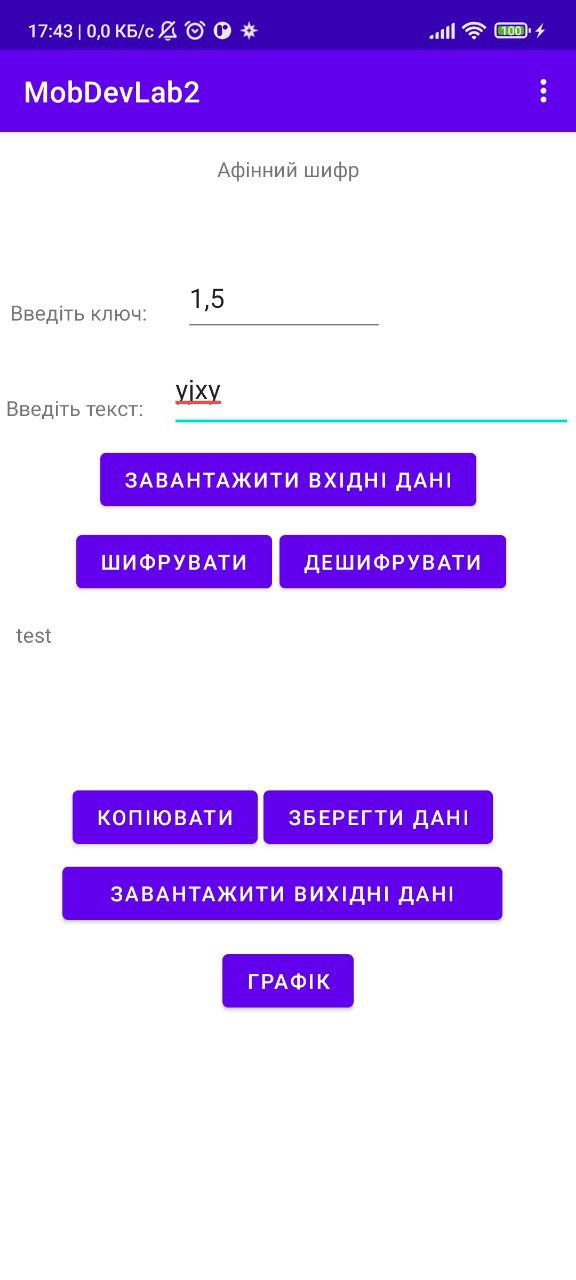 17:43 | 0,0 КБ/с 100
MobDevLab2
Афінний шифр
Введіть ключ: 1,5
Введіть текст: yjxy
ЗАВАНТАЖИТИ ВХІДНІ ДАНІ
ШИФРУВАТИ ДЕШИФРУВАТИ
test
КОПІЮВАТИ ЗБЕРЕГТИ ДАНІ
ЗАВАНТАЖИТИ ВИХІДНІ ДАНІ
ГРАФІК